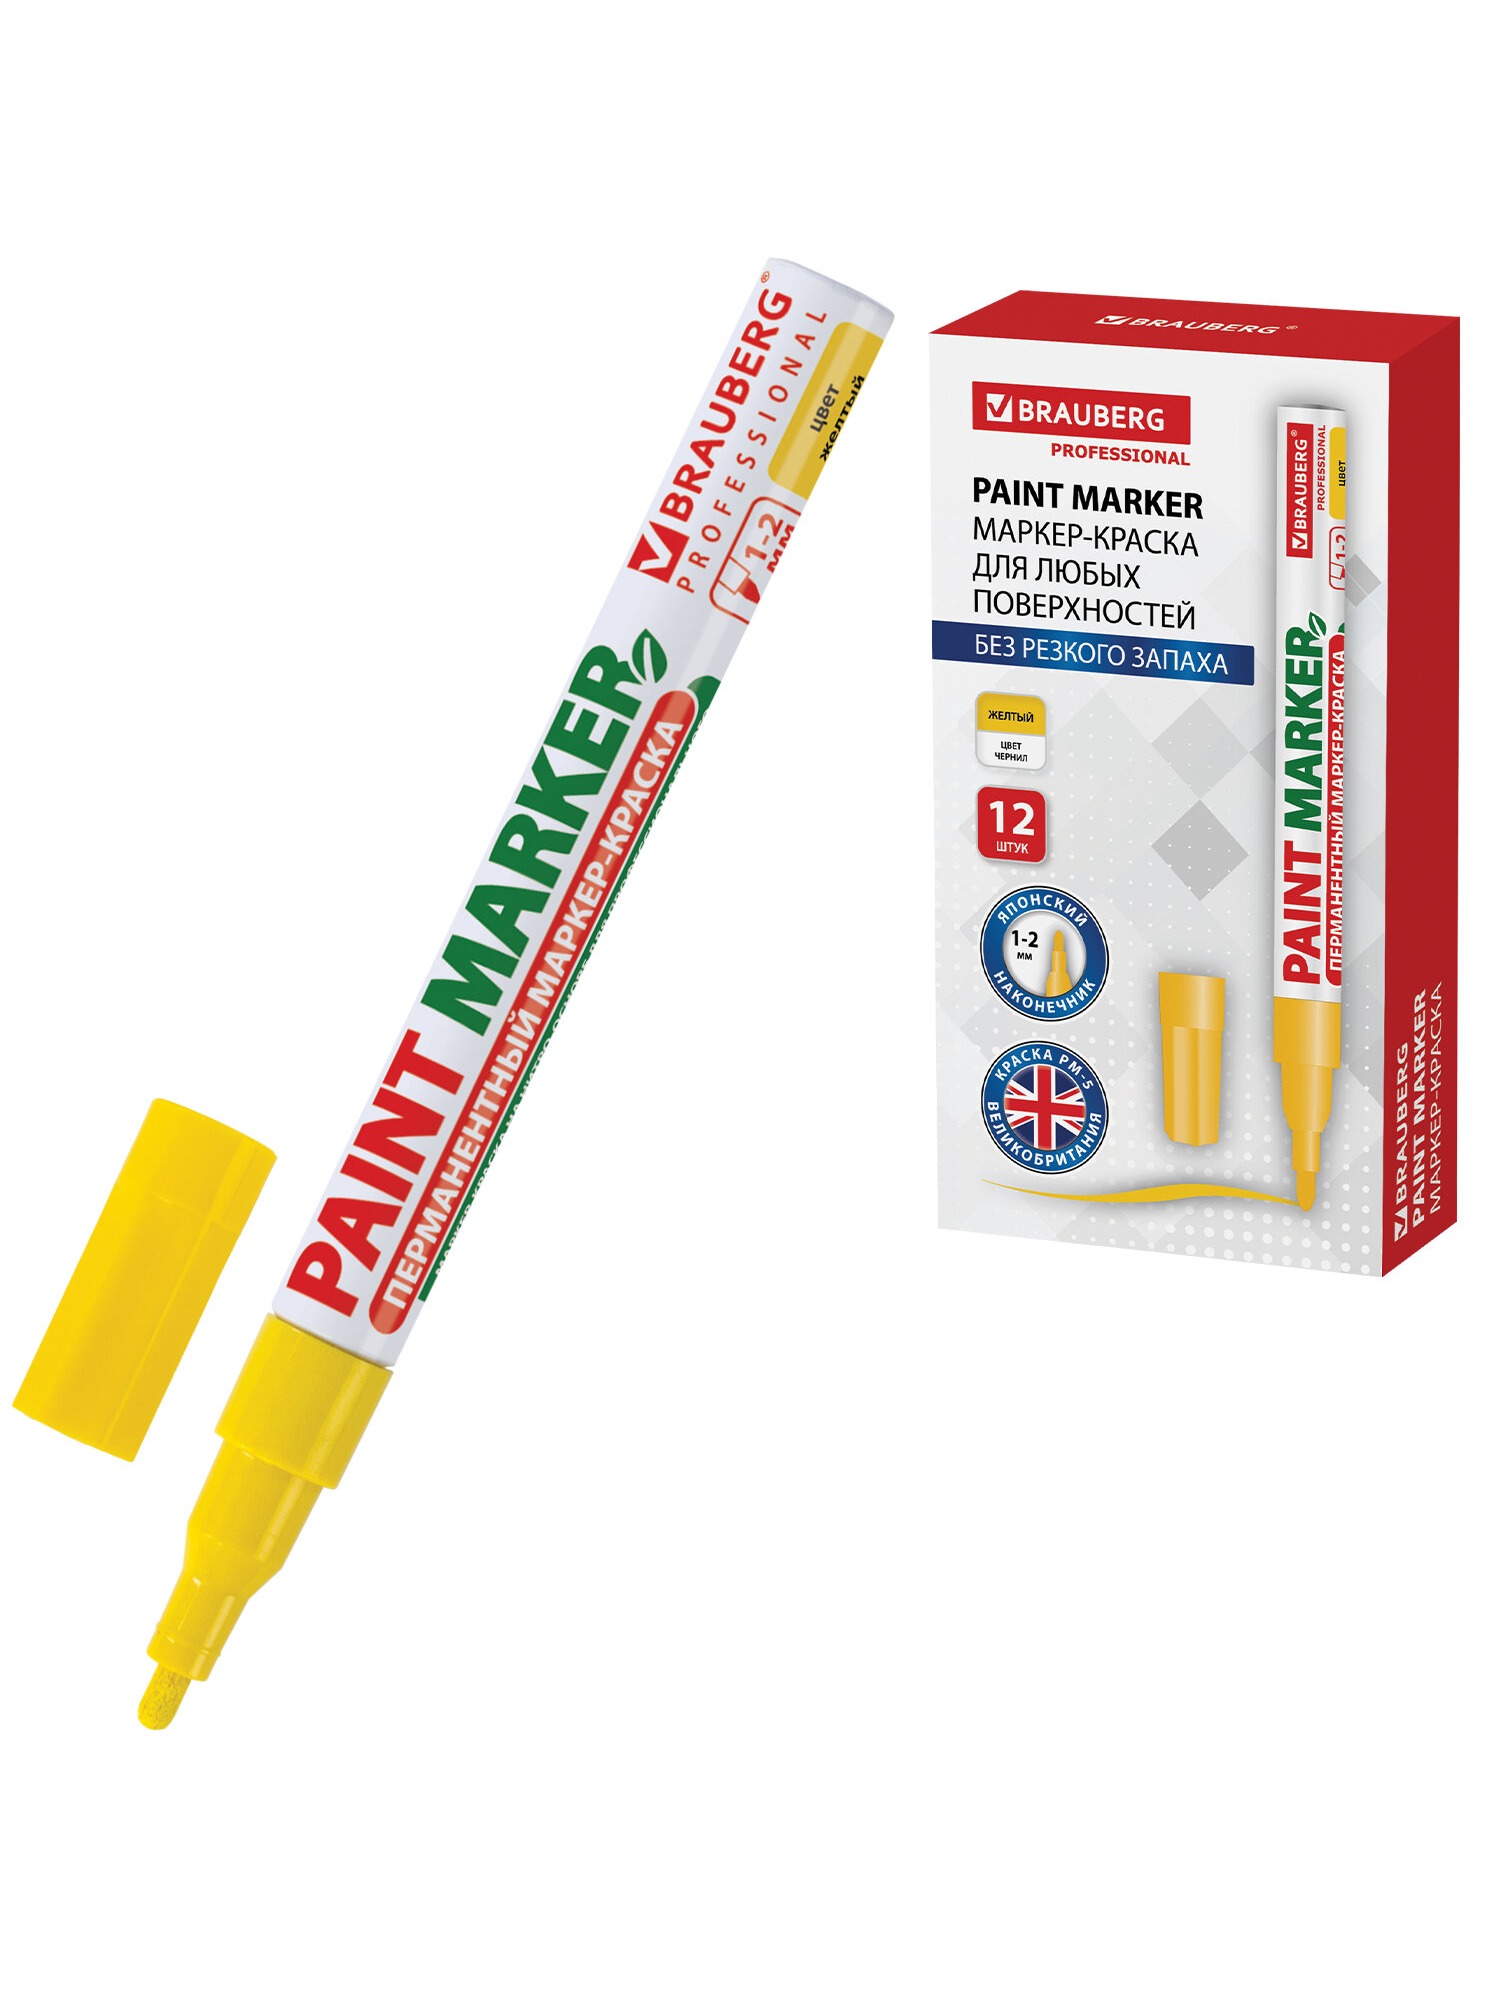 BRAUBERG®
PROFESSIONAL
цвет
желтый
1-2
мм
PAINT MARKER
ПЕРМАНЕНТНЫЙ МАРКЕР-КРАСКА
BRAUBERG®
BRAUBERG
PROFESSIONAL
PAINT MARKER
МАРКЕР-КРАСКА
ДЛЯ ЛЮБЫХ
ПОВЕРХНОСТЕЙ
БЕЗ РЕЗКОГО ЗАПАХА
ЖЕЛТЫЙ
ЦВЕТ
ЧЕРНИЛ
12
ШТУК
ЯПОНСКИЙ
1-2
мм
НАКОНЕЧНИК
КРАСКА PM-5
ВЕЛИКОБРИТАНИЯ
BRAUBERG®
PROFESSIONAL
цвет
1-2
PAINT MARKER
ПЕРМАНЕНТНЫЙ МАРКЕР-КРАСКА
BRAUBERG
PAINT MARKER
МАРКЕР-КРАСКА